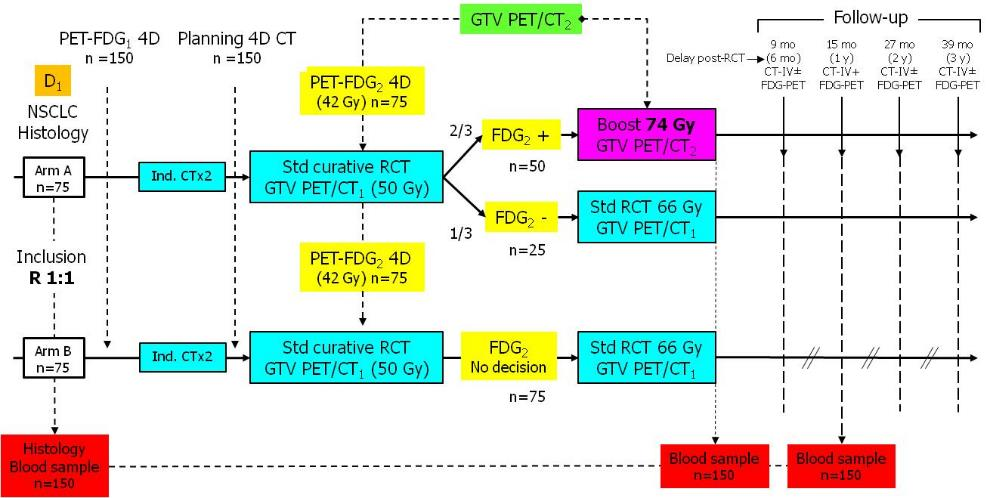 GTV PET/CT2
Follow-up
PET-FDG1 4D
n =150
Planning 4D CT
n =150
Delay post-RCT
9 mo
(6 mo)
CT-IV±
FDG-PET
15 mo
(1 y)
CT-IV+
FDG-PET
27 mo
(2 y)
CT-IV±
FDG-PET
39 mo
(3 y)
CT-IV±
FDG-PET
D1
NSCLC
Histology
PET-FDG2 4D
(42 Gy) n=75
Arm A
n=75
Ind. CTx2
Std curative RCT
GTV PET/CT1 (50 Gy)
2/3
FDG2 +
n=50
Boost 74 Gy
GTV PET/CT2
1/3
FDG2 -
n=25
Std RCT 66 Gy
GTV PET/CT1
Inclusion
R 1:1
PET-FDG2 4D
(42 Gy) n=75
Arm B
n=75
Ind. CTx2
Std curative RCT
GTV PET/CT1 (50 Gy)
FDG2
No decision
n=75
Std RCT 66 Gy
GTV PET/CT1
Histology
Blood sample
n=150
Blood sample
n=150
Blood sample
n=150